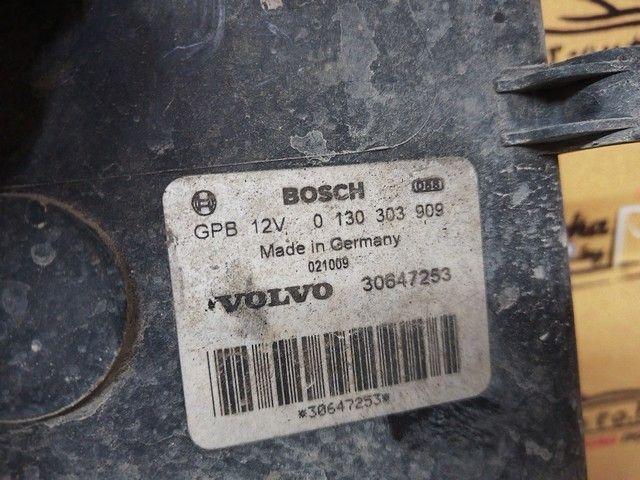 BOSCH
GPB 12V 0 130 303 909
Made in Germany
021009
VOLVO 30647253
*30647253*